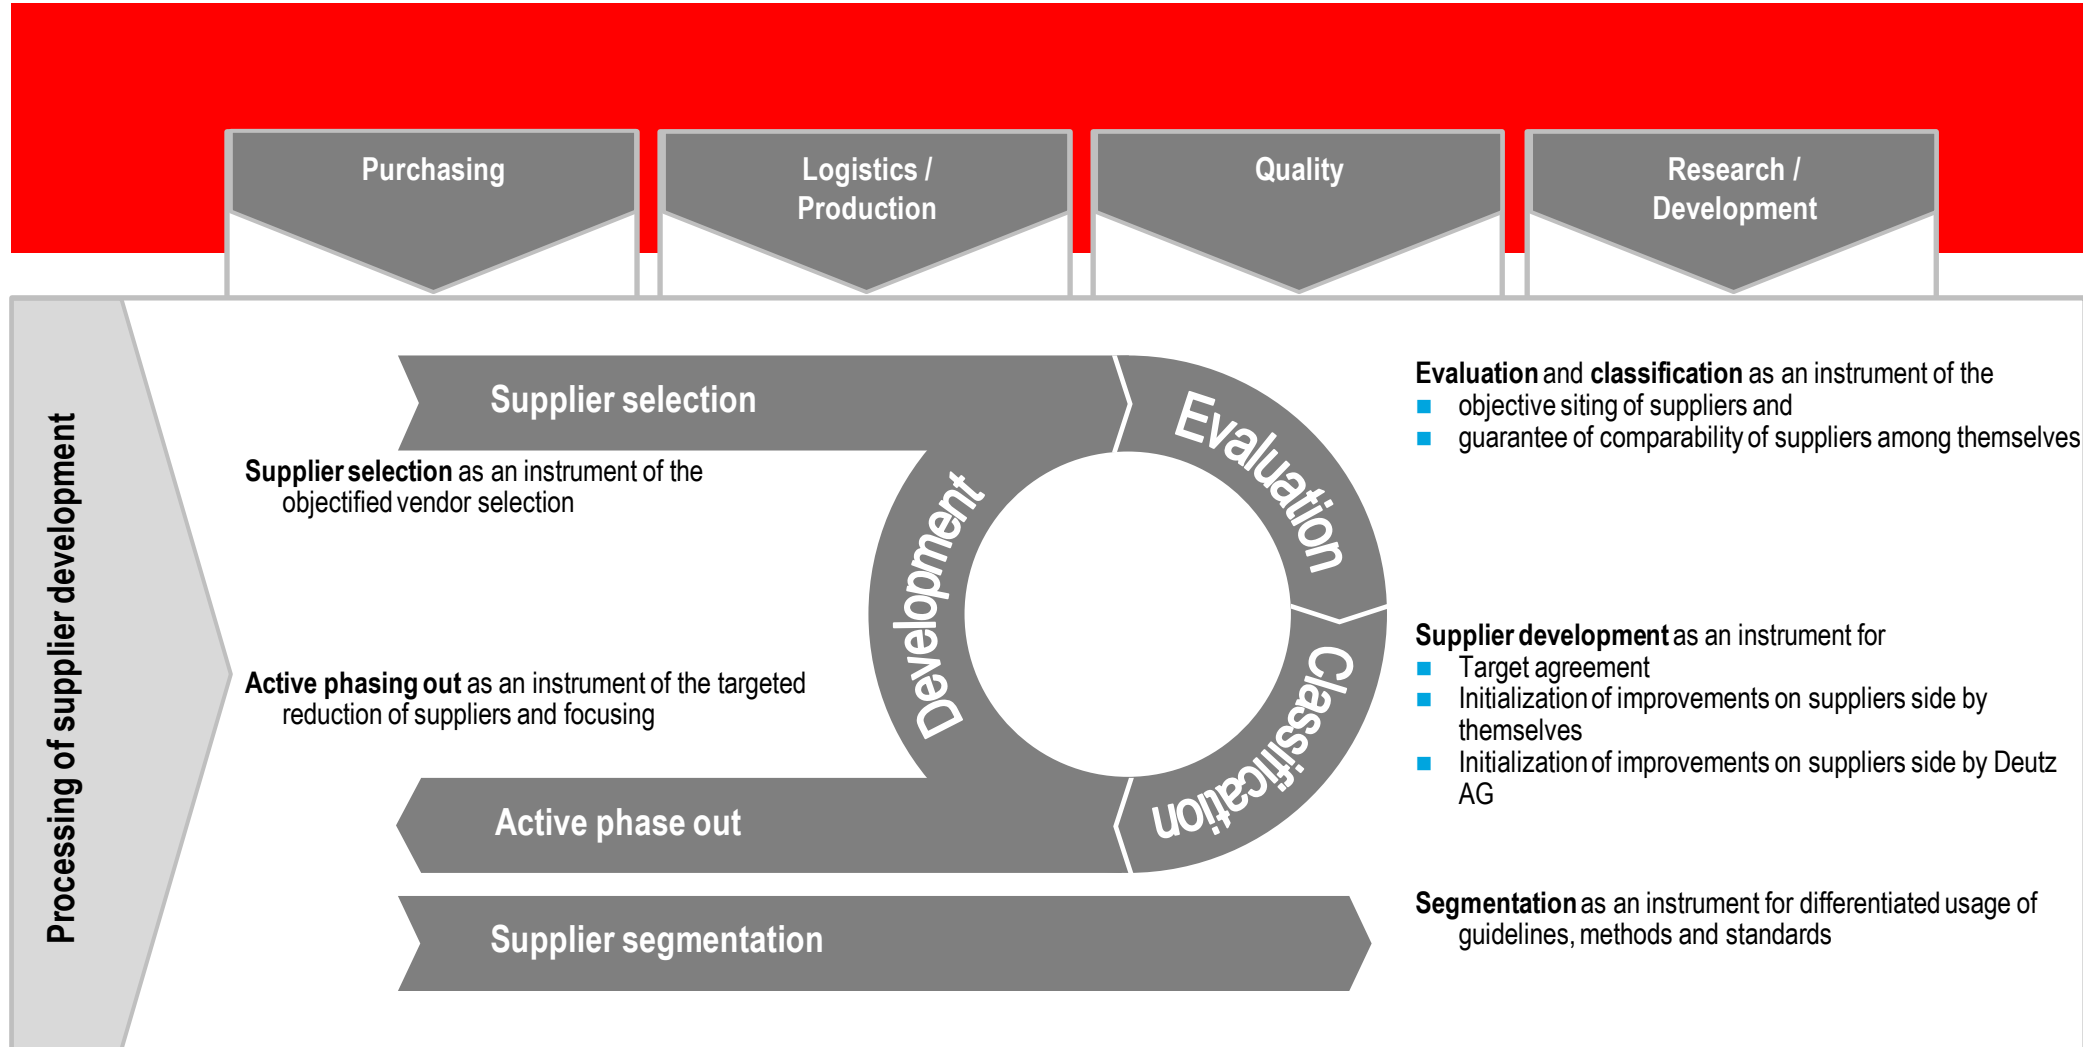 Purchasing
Logistics /
Production
Quality
Research /
Development
Processing of supplier development
Supplier selection
Supplier selection as an instrument of the
objectified vendor selection
Active phasing out as an instrument of the targeted
reduction of suppliers and focusing
Active phase out
Supplier segmentation
Development
Evaluation
Classification
Evaluation and classification as an instrument of the
objective siting of suppliers and
guarantee of comparability of suppliers among themselves
Supplier development as an instrument for
Target agreement
Initialization of improvements on suppliers side by
themselves
Initialization of improvements on suppliers side by Deutz
AG
Segmentation as an instrument for differentiated usage of
guidelines, methods and standards